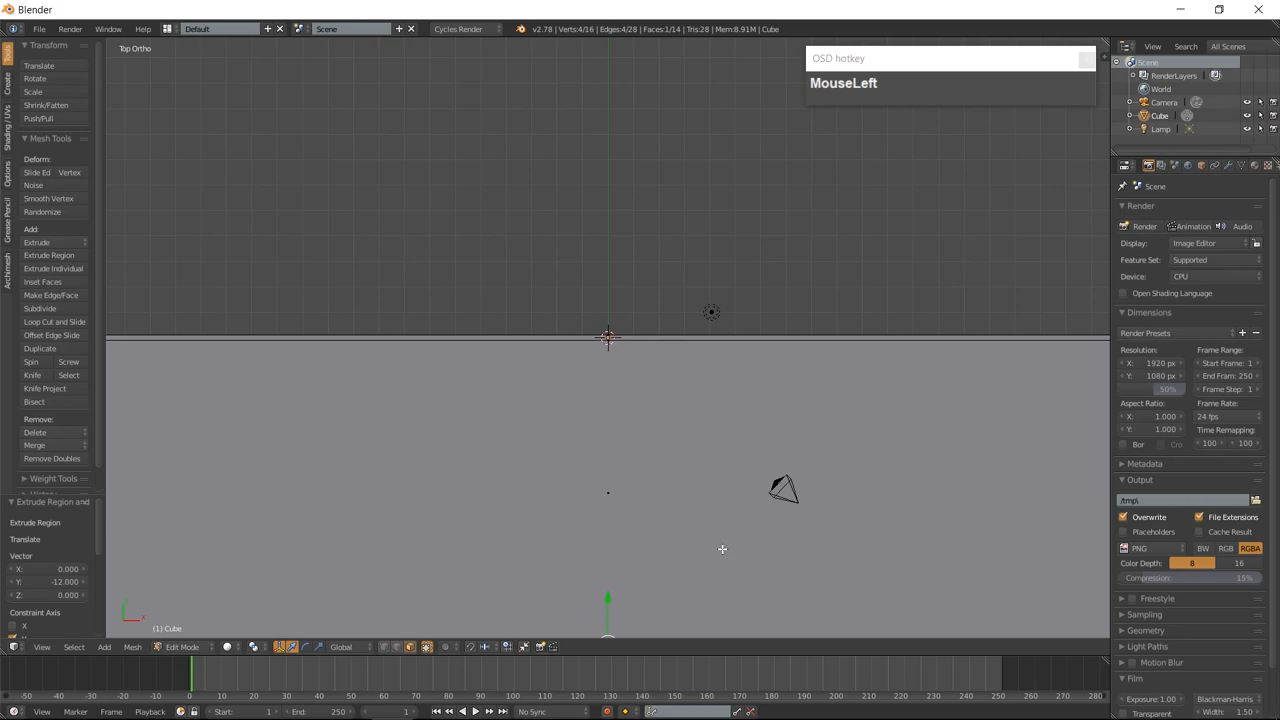 Blender
File Render Window Help Default Scene Cycles Render v2.78 | Verts:4/16 | Edges:4/28 | Faces:1/14 | Tris:28 | Mem:8.91M | Cube
View Search All Scenes
Top Ortho
OSD hotkey
MouseLeft
Tools
Create
Shading / UVs
Options
Grease Pencil
Archimesh
Transform
Translate
Rotate
Scale
Shrink/Fatten
Push/Pull
Mesh Tools
Deform:
Slide Ed Vertex
Noise
Smooth Vertex
Randomize
Add:
Extrude
Extrude Region
Extrude Individual
Inset Faces
Make Edge/Face
Subdivide
Loop Cut and Slide
Offset Edge Slide
Duplicate
Spin Screw
Knife Select
Knife Project
Bisect
Remove:
Delete
Merge
Remove Doubles
Weight Tools
Extrude Region and
Extrude Region
Translate
Vector
X: 0.000
Y: -12.000
Z: 0.000
Constraint Axis
X
x
(1) Cube
Scene
RenderLayers
World
Camera
Cube
Lamp
Scene
Render
Render Animation Audio
Display: Image Editor
Feature Set: Supported
Device: CPU
Open Shading Language
Dimensions
Render Presets
Resolution: Frame Range:
X: 1920 px Start Frame: 1
Y: 1080 px End Fram: 250
50% Frame Step: 1
Aspect Ratio: Frame Rate:
X: 1.000 24 fps
Y: 1.000 Time Remapping:
Bor Cro 100 100
Metadata
Output
/tmp\
Overwrite File Extensions
Placeholders Cache Result
PNG BW RGB RGBA
Color Depth: 8 16
Compression: 15%
Freestyle
Sampling
Geometry
Light Paths
Motion Blur
Film
Exposure: 1.00 Blackman-Harris
Transparent Width: 1.50
View Select Add Mesh Edit Mode Global
-50 -40 -30 -20 -10 0 10 20 30 40 50 60 70 80 90 100 110 120 130 140 150 160 170 180 190 200 210 220 230 240 250 260 270 280
View Marker Frame Playback Start: 1 End: 250 1 No Sync